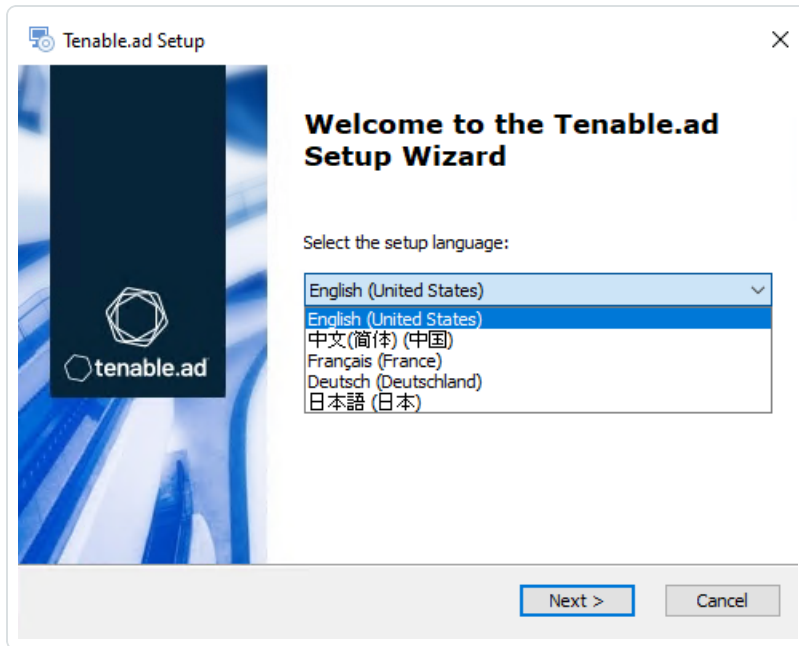 Tenable.ad Setup
Welcome to the Tenable.ad
Setup Wizard
Select the setup language:
English (United States)
English (United States)
中文(简体) (中国)
Français (France)
Deutsch (Deutschland)
日本語 (日本)
tenable.ad
Next >
Cancel